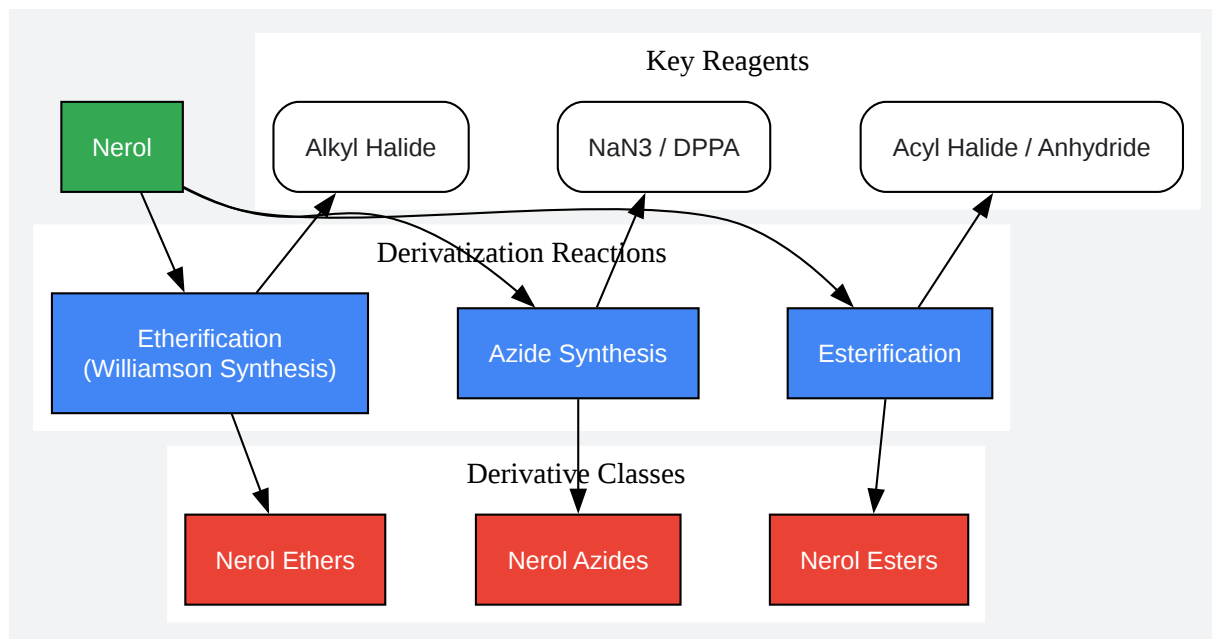 Key Reagents
Nerol
Alkyl Halide
NaN3 / DPPA
Acyl Halide / Anhydride
Derivatization Reactions
Etherification
(Williamson Synthesis)
Azide Synthesis
Esterification
Derivative Classes
Nerol Ethers
Nerol Azides
Nerol Esters